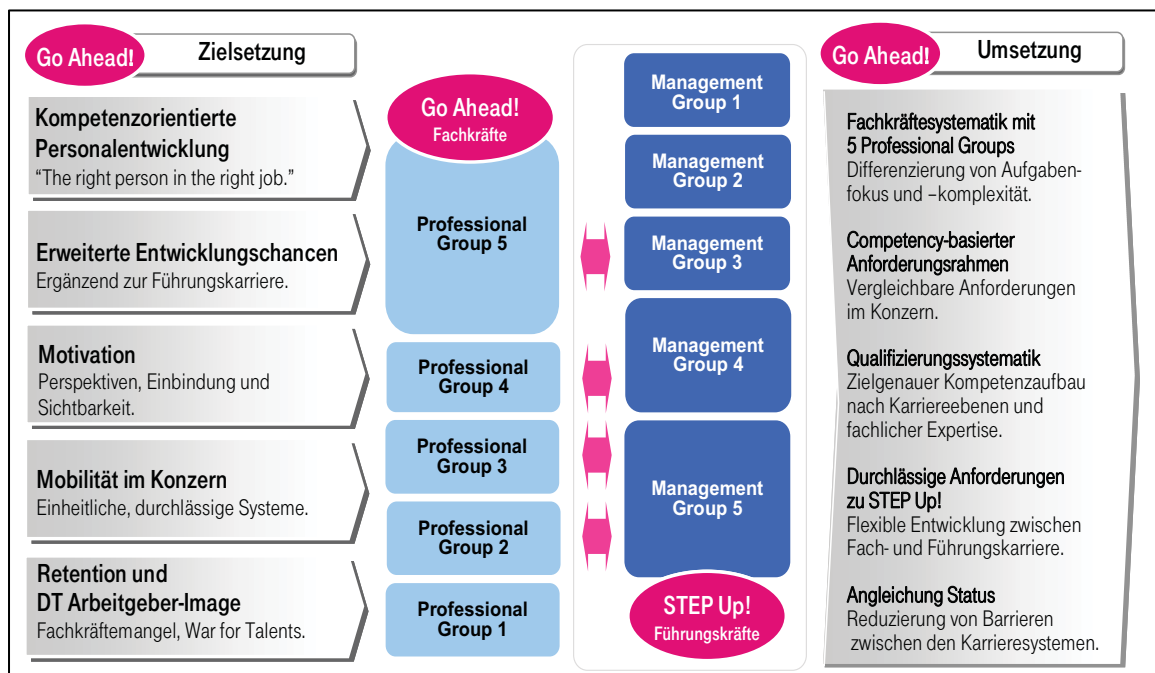 Go Ahead!
Zielsetzung
Kompetenzorientierte
Personalentwicklung
“The right person in the right job.”
Erweiterte Entwicklungschancen
Ergänzend zur Führungskarriere.
Motivation
Perspektiven, Einbindung und
Sichtbarkeit.
Mobilität im Konzern
Einheitliche, durchlässige Systeme.
Retention und
DT Arbeitgeber-Image
Fachkräftemangel, War for Talents.
Go Ahead!
Fachkräfte
Professional
Group 5
Professional
Group 4
Professional
Group 3
Professional
Group 2
Professional
Group 1
Management
Group 1
Management
Group 2
Management
Group 3
Management
Group 4
Management
Group 5
STEP Up!
Führungskräfte
Go Ahead!
Umsetzung
Fachkräftesystematik mit
5 Professional Groups
Differenzierung von Aufgaben-
fokus und –komplexität.
Competency-basierter
Anforderungsrahmen
Vergleichbare Anforderungen
im Konzern.
Qualifizierungssystematik
Zielgenauer Kompetenzaufbau
nach Karriereebenen und
fachlicher Expertise.
Durchlässige Anforderungen
zu STEP Up!
Flexible Entwicklung zwischen
Fach- und Führungskarriere.
Angleichung Status
Reduzierung von Barrieren
zwischen den Karrieresystemen.